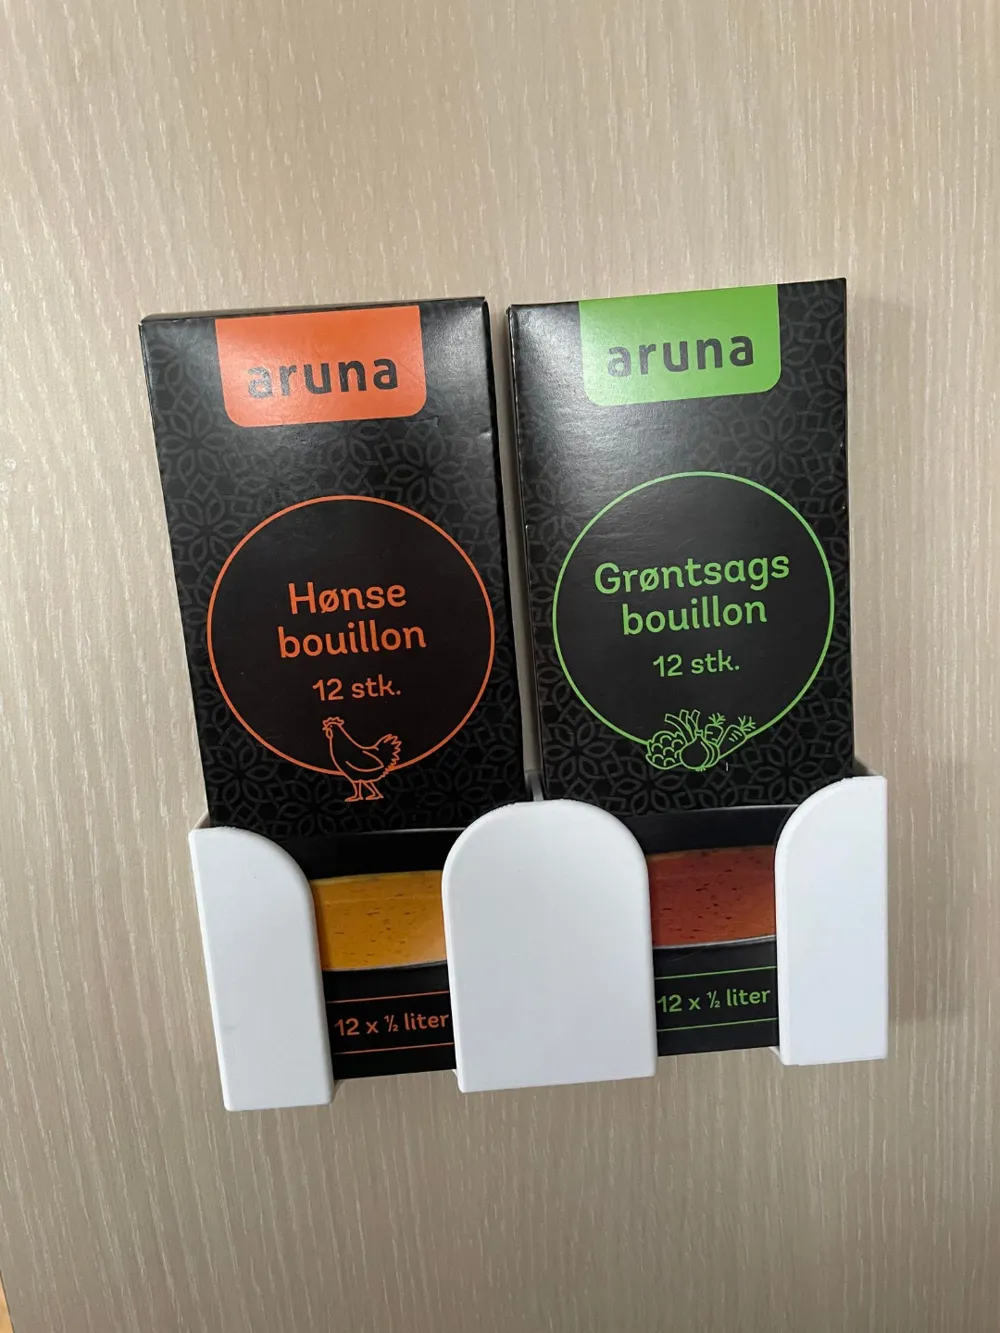 aruna
Hønse
bouillon
12 stk.
12 x ½ liter
aruna
Grøntsags
bouillon
12 stk.
12 x ½ liter